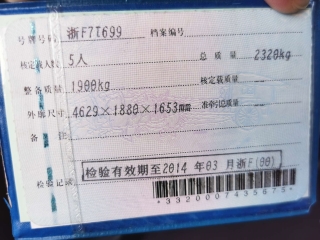 号牌号码 浙F7T699 档案编号
核定载人数 5人 总质量 2320kg
整备质量 1900kg 核定载质量
外廓尺寸 4629×1880×1653 准牵引总质量
备注
检验有效期至2014 年03 月浙F(00)
检验记录